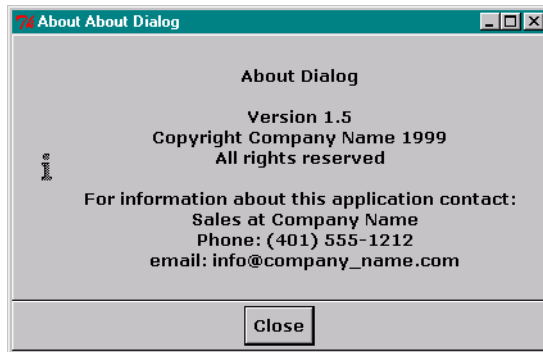 About About Dialog
About Dialog
Version 1.5
Copyright Company Name 1999
All rights reserved
For information about this application contact:
Sales at Company Name
Phone: (401) 555-1212
email: info@company_name.com
Close